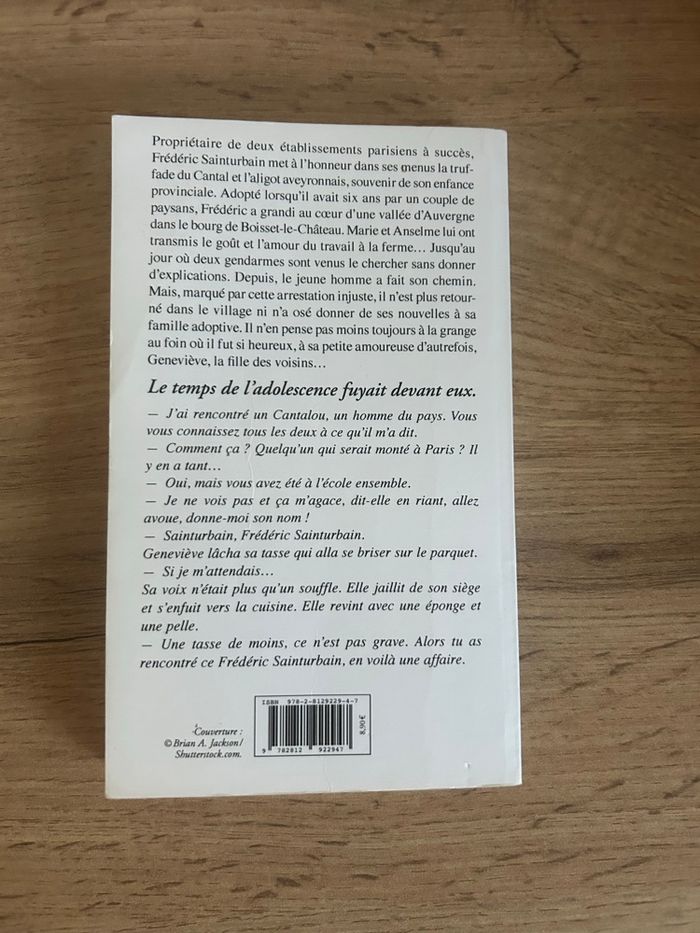 Propriétaire de deux établissements parisiens à succès,
Frédéric Sainturbain met à l'honneur dans ses menus la truf-
fade du Cantal et l'aligot aveyronnais, souvenir de son enfance
provinciale. Adopté lorsqu'il avait six ans par un couple de
paysans, Frédéric a grandi au cœur d'une vallée d'Auvergne
dans le bourg de Boisset-le-Château. Marie et Anselme lui ont
transmis le goût et l'amour du travail à la ferme… Jusqu'au
jour où deux gendarmes sont venus le chercher sans donner
d'explications. Depuis, le jeune homme a fait son chemin.
Mais, marqué par cette arrestation injuste, il n'est plus retour-
né dans le village ni n'a osé donner de ses nouvelles à sa
famille adoptive. Il n'en pense pas moins toujours à la grange
au foin où il fut si heureux, à sa petite amoureuse d'autrefois,
Geneviève, la fille des voisins…
Le temps de l'adolescence fuyait devant eux.
— J'ai rencontré un Cantalou, un homme du pays. Vous
vous connaissez tous les deux à ce qu'il m'a dit.
— Comment ça ? Quelqu'un qui serait monté à Paris ? Il
y en a tant…
— Oui, mais vous avez été à l'école ensemble.
— Je ne vois pas et ça m'agace, dit-elle en riant, allez
avoue, donne-moi son nom !
— Sainturbain, Frédéric Sainturbain.
Geneviève lâcha sa tasse qui alla se briser sur le parquet.
— Si je m'attendais…
Sa voix n'était plus qu'un souffle. Elle jaillit de son siège
et s'enfuit vers la cuisine. Elle revint avec une éponge et
une pelle.
— Une tasse de moins, ce n'est pas grave. Alors tu as
rencontré ce Frédéric Sainturbain, en voilà une affaire.
Couverture :
© Brian A. Jackson/
Shutterstock.com.
ISBN 978-2-8129229-4-7
9 782812 922947
8,90 €